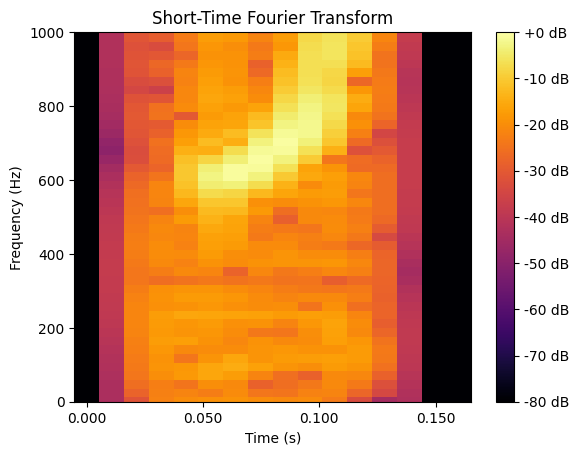 Short-Time Fourier Transform
1000
800
600
400
200
0
Frequency (Hz)
0.000
0.050
0.100
0.150
Time (s)
+0 dB
-10 dB
-20 dB
-30 dB
-40 dB
-50 dB
-60 dB
-70 dB
-80 dB